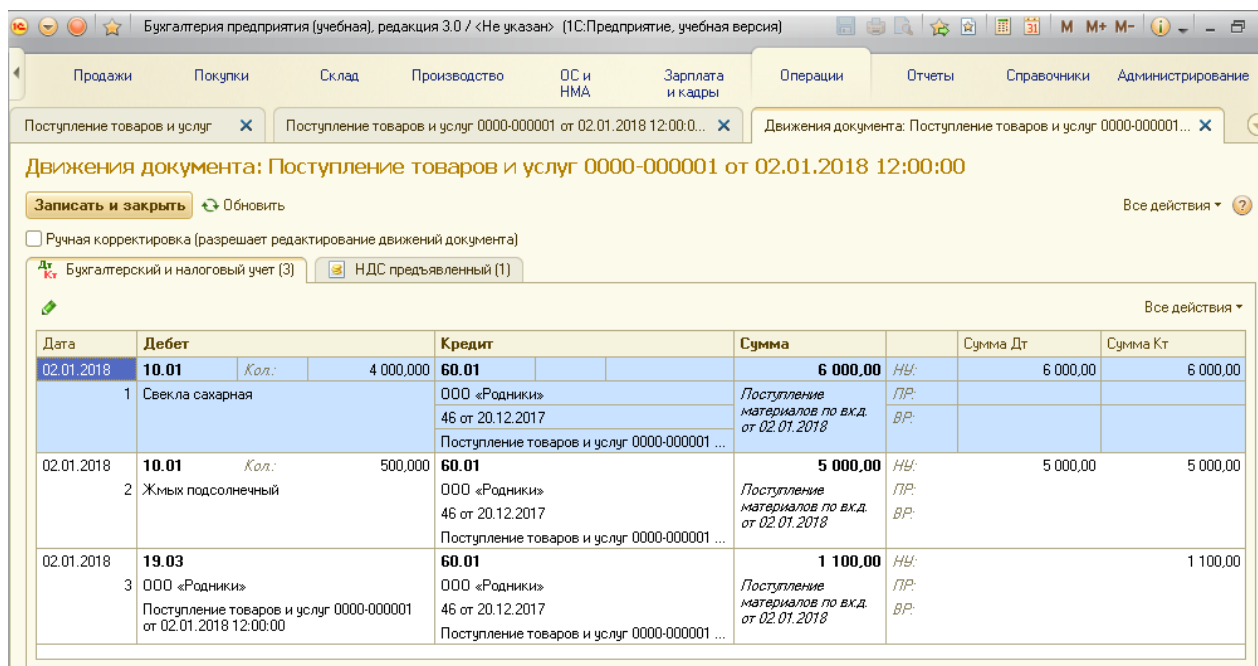 Бухгалтерия предприятия (учебная), редакция 3.0 / <Не указан> (1С:Предприятие, учебная версия) 31 M M+ M-
Продажи Покупки Склад Производство ОС и НМА Зарплата и кадры Операции Отчеты Справочники Администрирование
Поступление товаров и услуг Поступление товаров и услуг 0000-000001 от 02.01.2018 12:00:0... Движения документа: Поступление товаров и услуг 0000-000001...
Движения документа: Поступление товаров и услуг 0000-000001 от 02.01.2018 12:00:00
Записать и закрыть Обновить Все действия ?
Ручная корректировка (разрешает редактирование движений документа)
Дт Кт Бухгалтерский и налоговый учет (3) НДС предъявленный (1)
Все действия
Дата Дебет Кредит Сумма Сумма Дт Сумма Кт
02.01.2018 10.01 Кол.: 4 000,000 60.01 6 000,00 НУ: 6 000,00 6 000,00
1 Свекла сахарная ООО «Родники» Поступление материалов по вх.д. от 02.01.2018 ПР:
46 от 20.12.2017 ВР:
Поступление товаров и услуг 0000-000001 ...
02.01.2018 10.01 Кол.: 500,000 60.01 5 000,00 НУ: 5 000,00 5 000,00
2 Жмых подсолнечный ООО «Родники» Поступление материалов по вх.д. от 02.01.2018 ПР:
46 от 20.12.2017 ВР:
Поступление товаров и услуг 0000-000001 ...
02.01.2018 19.03 60.01 1 100,00 НУ: 1 100,00
3 ООО «Родники» ООО «Родники» Поступление материалов по вх.д. от 02.01.2018 ПР:
Поступление товаров и услуг 0000-000001 от 02.01.2018 12:00:00 46 от 20.12.2017 ВР:
Поступление товаров и услуг 0000-000001 ...